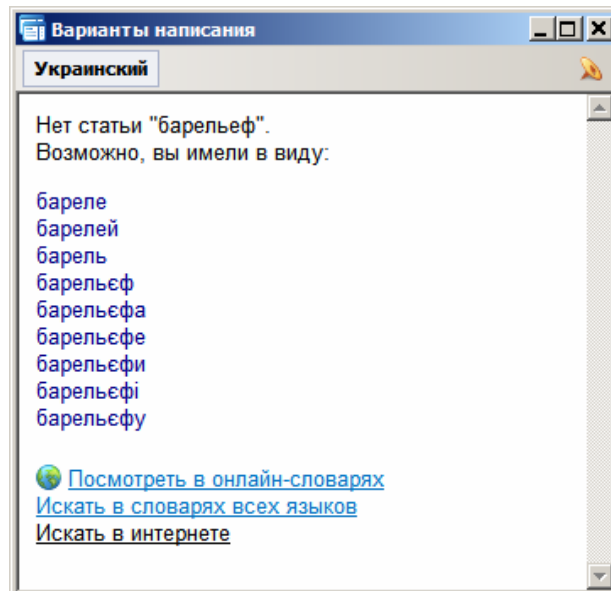 Варианты написания
Украинский
Нет статьи "барельеф".
Возможно, вы имели в виду:
бареле
барелей
барель
барельєф
барельєфа
барельєфе
барельєфи
барельєфі
барельєфу
Посмотреть в онлайн-словарях
Искать в словарях всех языков
Искать в интернете